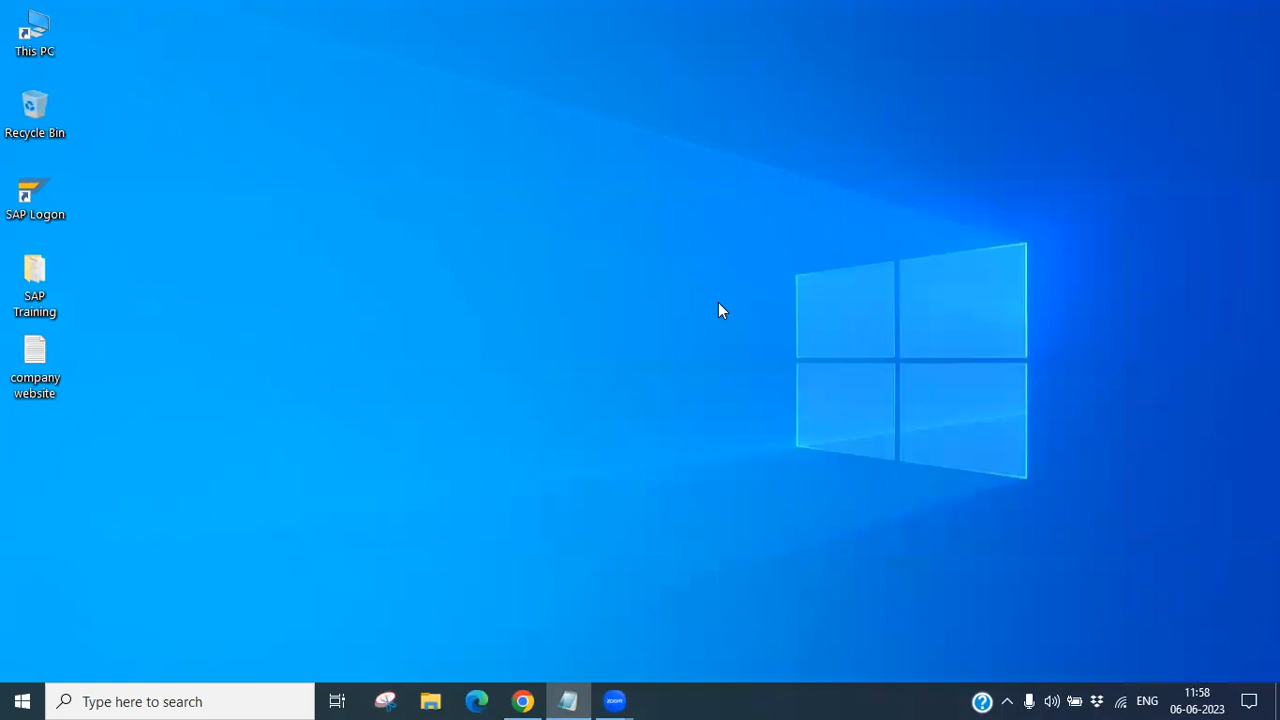 This PC
Recycle Bin
SAP Logon
SAP
Training
company
website
Type here to search
zoom
ENG
11:58
06-06-2023